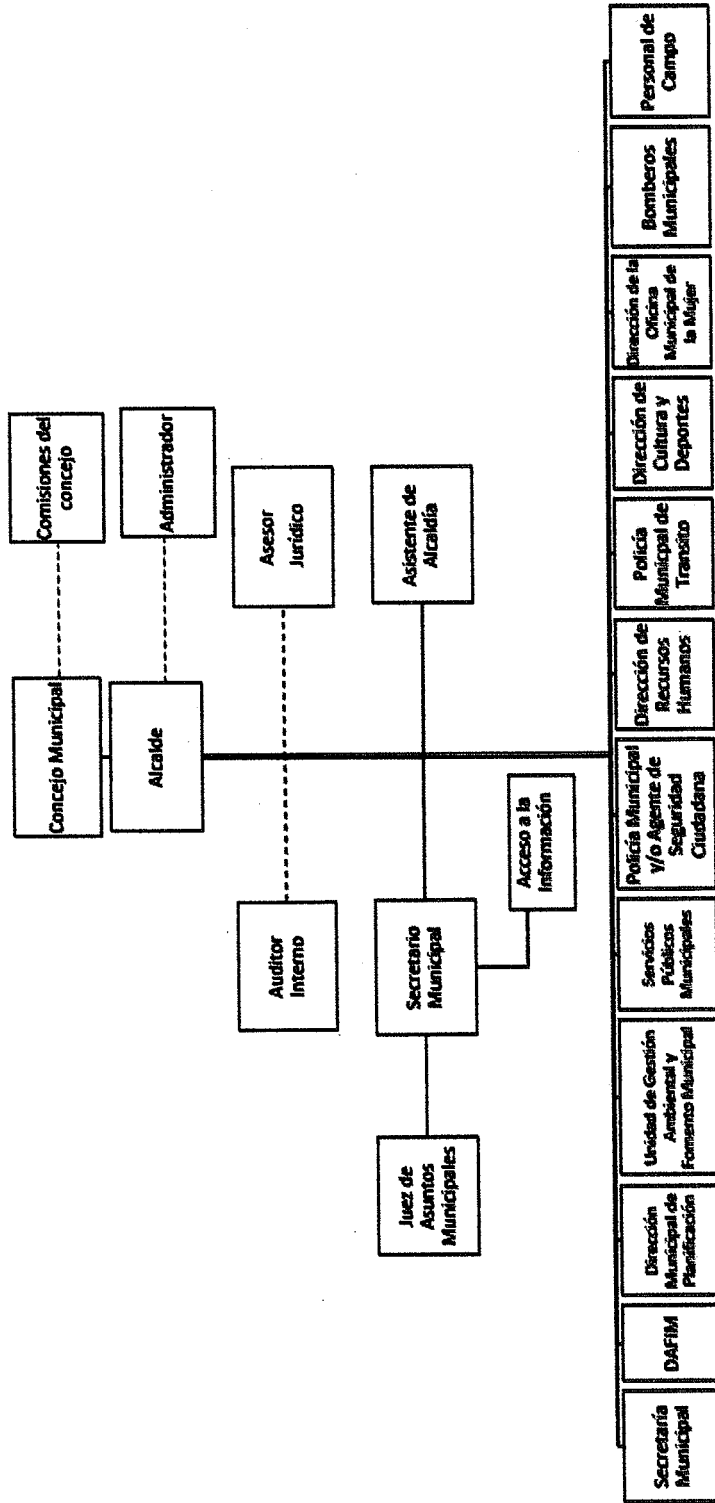 Concejo Municipal
Comisiones del
concejo
Alcalde
Administrador
Auditor
Interno
Asesor
Jurídico
Juez de
Asuntos
Municipales
Secretario
Municipal
Asistente de
Alcaldía
Acceso a la
Información
Secretaría
Municipal
DAFIM
Dirección
Municipal de
Planificación
Unidad de Gestión
Ambiental y
Formento Municipal
Servicios
Públicos
Municipales
Policía Municipal
y/o Agente de
Seguridad
Ciudadana
Dirección de
Recursos
Humanos
Policía
Municpal de
Transito
Dirección de
Cultura y
Deportes
Dirección de la
Oficina
Municipal de
la Mujer
Bomberos
Municipales
Personal de
Campo